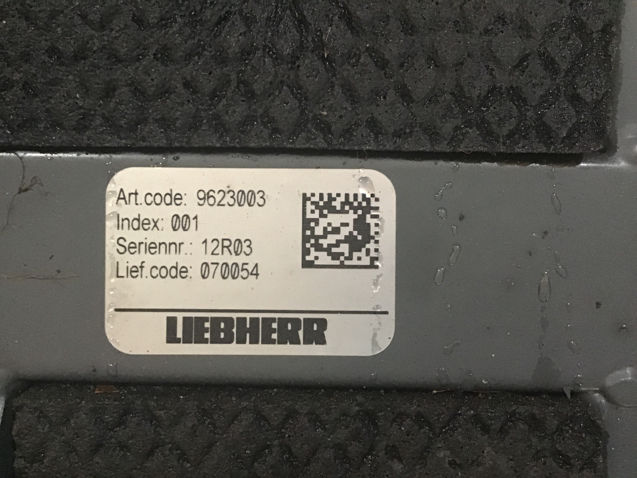 Art.code: 9623003
Index: 001
Seriennr.: 12R03
Lief.code: 070054
LIEBHERR